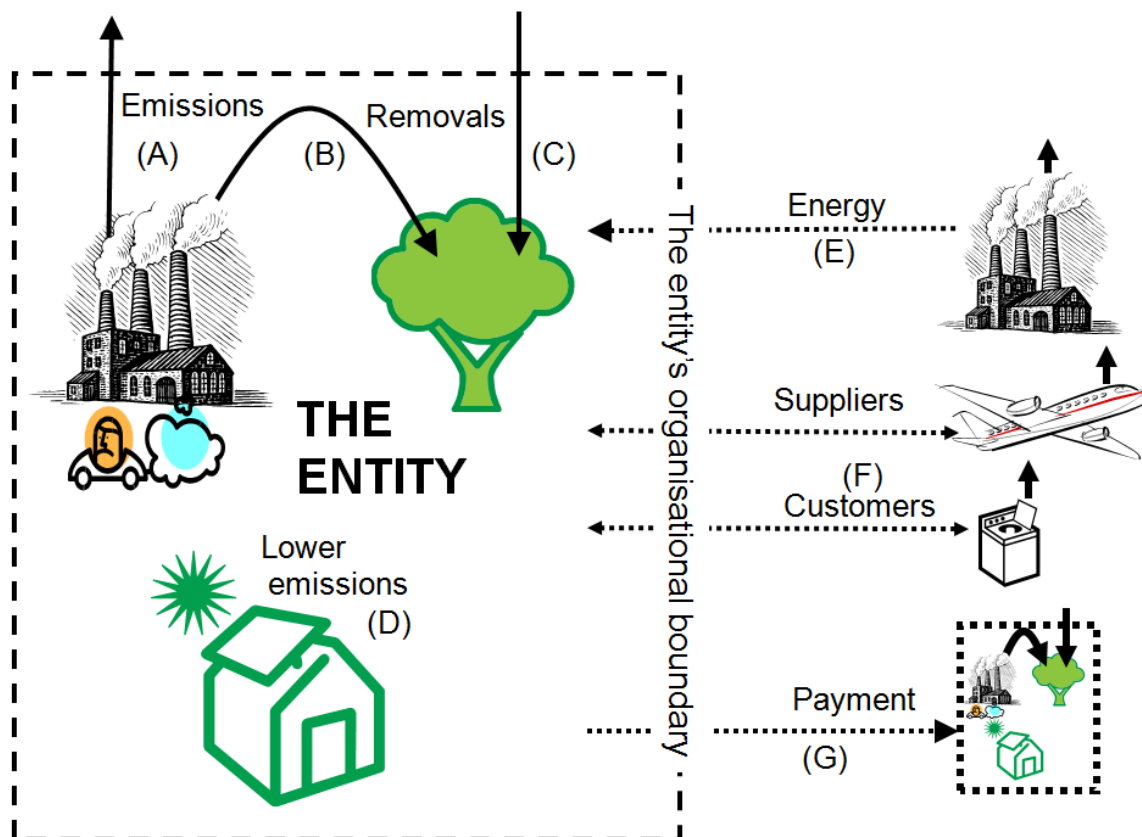 Emissions
(A)
(B)
Removals
(C)
THE
ENTITY
Lower
emissions
(D)
The entity's organisational boundary
Energy
(E)
Suppliers
(F)
Customers
Payment
(G)